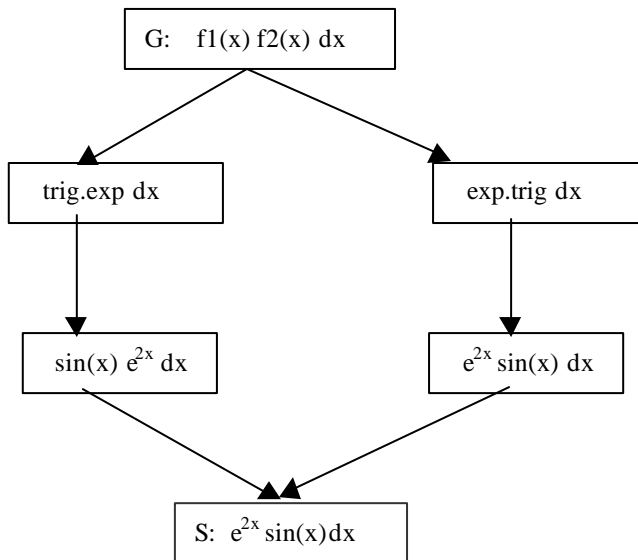 G: f1(x) f2(x) dx
trig.exp dx
exp.trig dx
sin(x) e^{2x} dx
e^{2x} sin(x) dx
S: e^{2x} sin(x)dx